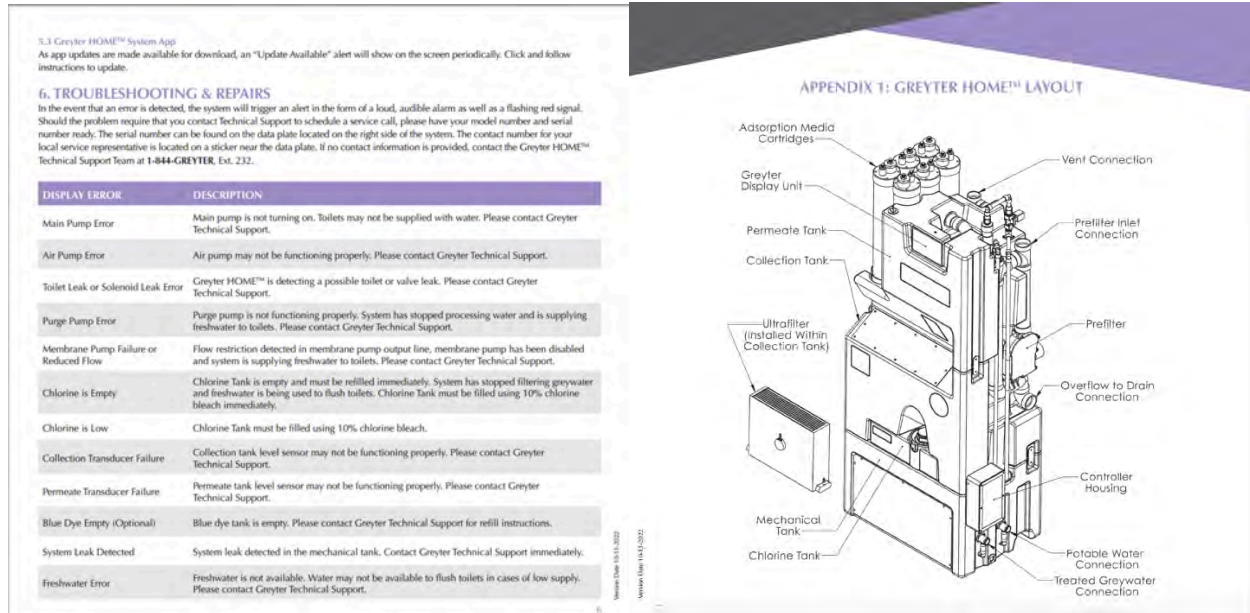 5.3 Greyter HOME™ System App
As app updates are made available for download, an "Update Available" alert will show on the screen periodically. Click and follow
instructions to update.
6. TROUBLESHOOTING & REPAIRS
In the event that an error is detected, the system will trigger an alert in the form of a loud, audible alarm as well as a flashing red signal.
Should the problem require that you contact Technical Support to schedule a service call, please have your model number and serial
number ready. The serial number can be found on the data plate located on the right side of the system. The contact number for your
local service representative is located on a sticker near the data plate. If no contact information is provided, contact the Greyter HOME™
Technical Support Team at 1-844-GREYTER, Ext. 232.
DISPLAY ERROR DESCRIPTION
Main Pump Error
Main pump is not turning on. Toilets may not be supplied with water. Please contact Greyter
Technical Support.
Air Pump Error
Air pump may not be functioning properly. Please contact Greyter Technical Support.
Toilet Leak or Solenoid Leak Error
Greyter HOME™ is detecting a possible toilet or valve leak. Please contact Greyter
Technical Support.
Purge Pump Error
Purge pump is not functioning properly. System has stopped processing water and is supplying
freshwater to toilets. Please contact Greyter Technical Support.
Membrane Pump Failure or
Reduced Flow
Flow restriction detected in membrane pump output line, membrane pump has been disabled
and system is supplying freshwater to toilets. Please contact Greyter Technical Support.
Chlorine is Empty
Chlorine Tank is empty and must be refilled immediately. System has stopped filtering greywater
and freshwater is being used to flush toilets. Chlorine Tank must be filled using 10% chlorine
bleach immediately.
Chlorine is Low
Chlorine Tank must be filled using 10% chlorine bleach.
Collection Transducer Failure
Collection tank level sensor may not be functioning properly. Please contact Greyter
Technical Support.
Permeate Transducer Failure
Permeate tank level sensor may not be functioning properly. Please contact Greyter
Technical Support.
Blue Dye Empty (Optional)
Blue dye tank is empty. Please contact Greyter Technical Support for refill instructions.
System Leak Detected
System leak detected in the mechanical tank. Contact Greyter Technical Support immediately.
Freshwater Error
Freshwater is not available. Water may not be available to flush toilets in cases of low supply.
Please contact Greyter Technical Support.
Version Date 10-13-2022
6
APPENDIX 1: GREYTER HOME™ LAYOUT
Adsorption Media
Cartridges
Greyter
Display Unit
Permeate Tank
Collection Tank
Ultrafilter
(Installed Within
Collection Tank)
Mechanical
Tank
Chlorine Tank
Vent Connection
Prefilter Inlet
Connection
Prefilter
Overflow to Drain
Connection
Controller
Housing
Potable Water
Connection
Treated Greywater
Connection
Version Date 10-13-2022